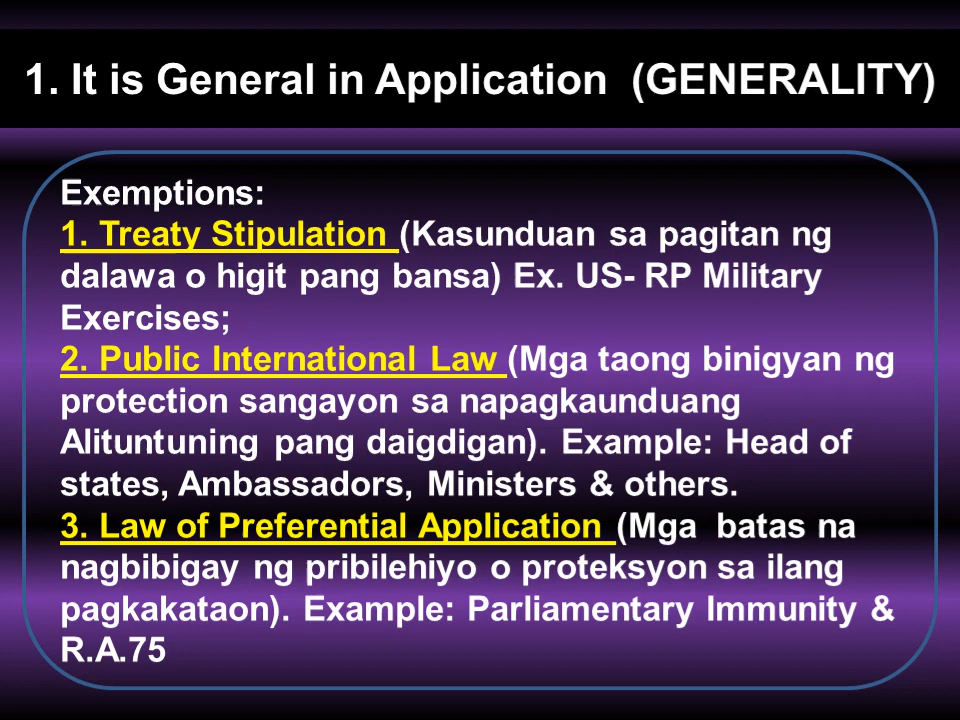 1. It is General in Application (GENERALITY)
Exemptions:
1. Treaty Stipulation (Kasunduan sa pagitan ng
dalawa o higit pang bansa) Ex. US- RP Military
Exercises;
2. Public International Law (Mga taong binigyan ng
protection sangayon sa napagkaunduang
Alituntuning pang daigdigan). Example: Head of
states, Ambassadors, Ministers & others.
3. Law of Preferential Application (Mga batas na
nagbibigay ng pribilehiyo o proteksyon sa ilang
pagkakataon). Example: Parliamentary Immunity &
R.A.75